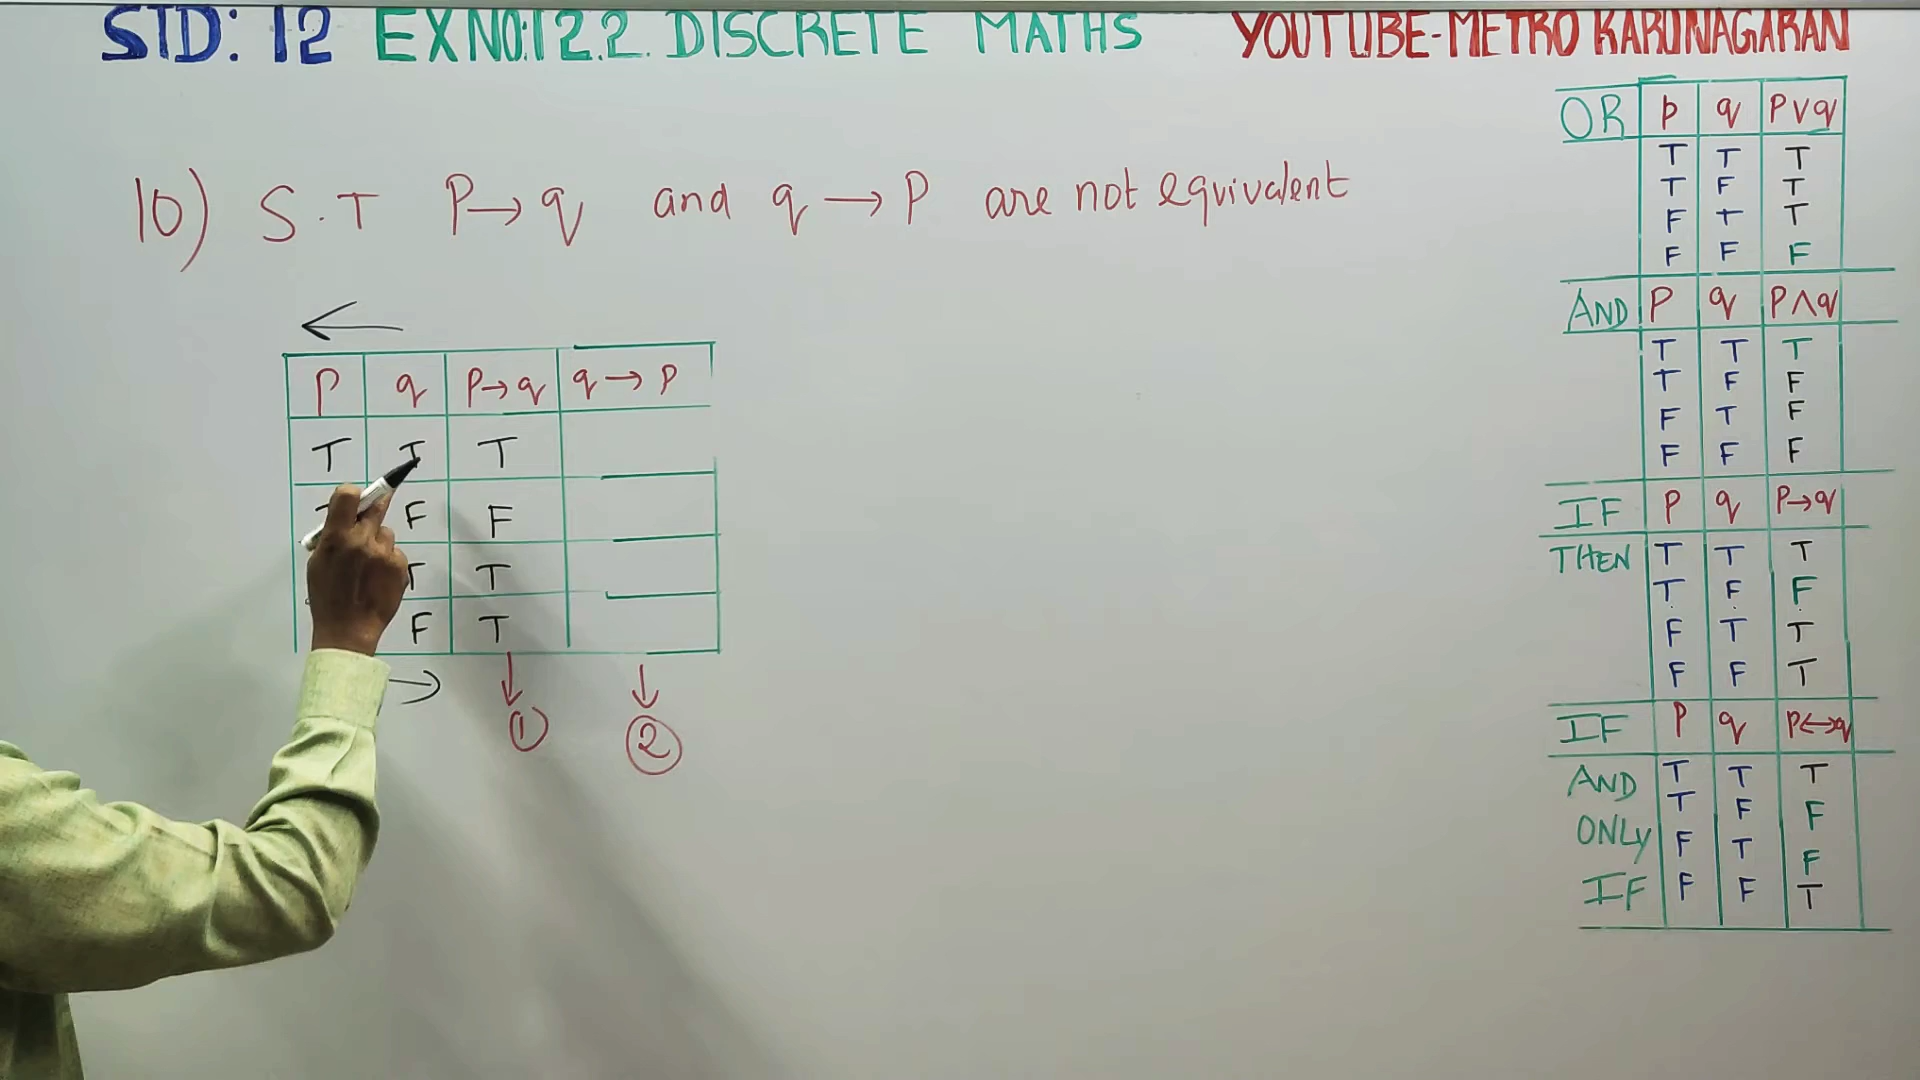 STD: 12 EX NO:12.2. DISCRETE MATHS YOUTUBE-METRO KARUNAGARAN
10) S.T P→q and q→P are not equivalent
P q P→q q→P
T T T
F F
T T
F T
① ②
OR p q P∨q
T T T
T F T
F T T
F F F
AND P q P∧q
T T T
T F F
F T F
F F F
IF P q P→q
THEN T T T
T F F
F T T
F F T
IF P q P↔q
AND T T T
T F F
ONLY F T F
IF F F T